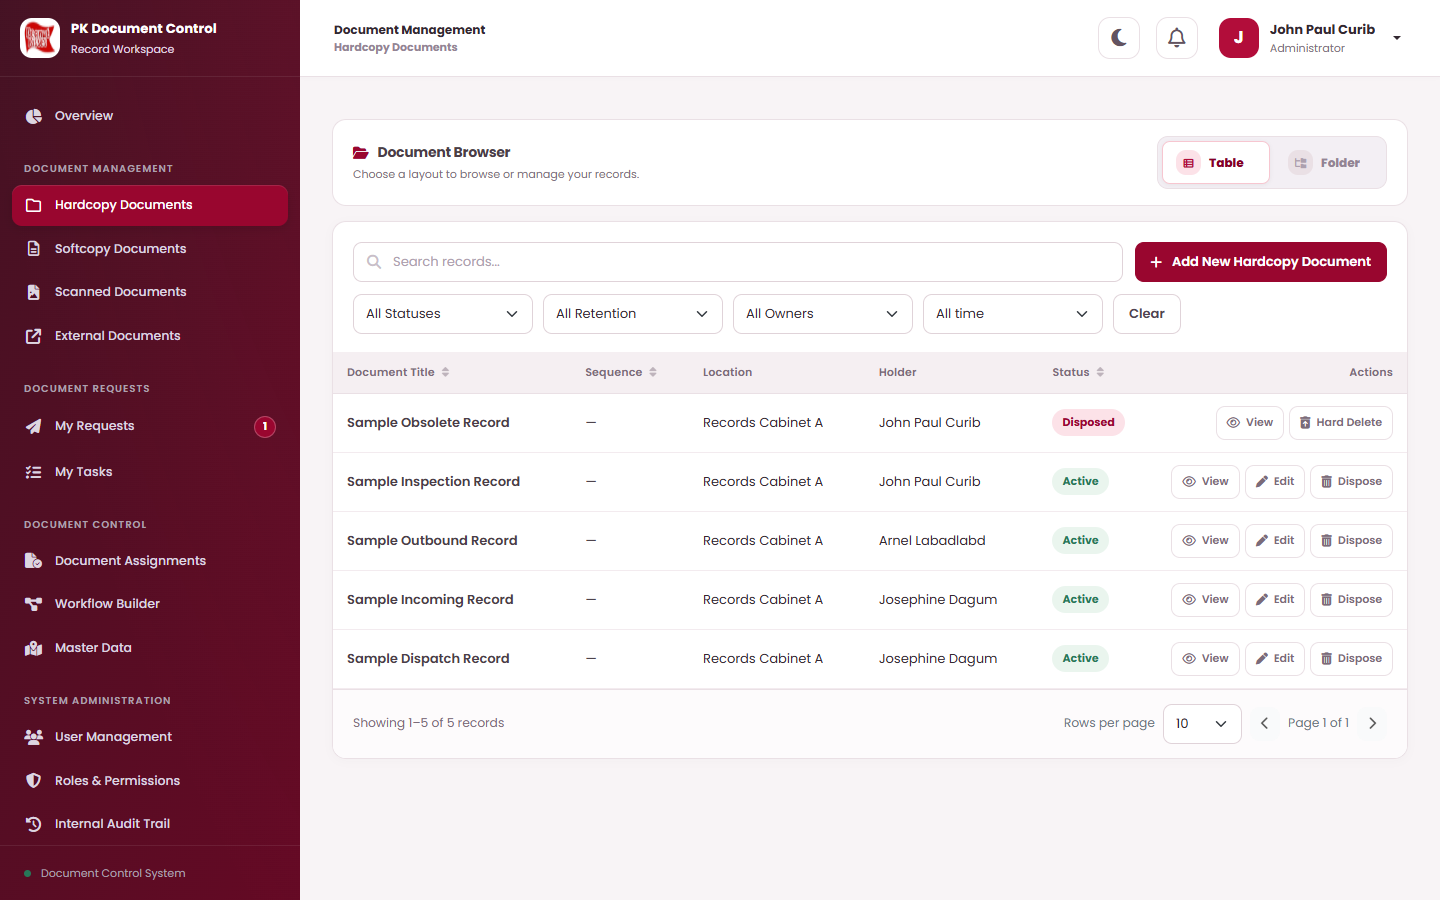 PK Document Control
Record Workspace
Overview
DOCUMENT MANAGEMENT
Hardcopy Documents
Softcopy Documents
Scanned Documents
External Documents
DOCUMENT REQUESTS
My Requests 1
My Tasks
DOCUMENT CONTROL
Document Assignments
Workflow Builder
Master Data
SYSTEM ADMINISTRATION
User Management
Roles & Permissions
Internal Audit Trail
Document Control System
Document Management
Hardcopy Documents
J
John Paul Curib
Administrator
Document Browser
Choose a layout to browse or manage your records.
Table Folder
Search records...
+ Add New Hardcopy Document
All Statuses All Retention All Owners All time Clear
Document Title Sequence Location Holder Status Actions
Sample Obsolete Record — Records Cabinet A John Paul Curib Disposed View Hard Delete
Sample Inspection Record — Records Cabinet A John Paul Curib Active View Edit Dispose
Sample Outbound Record — Records Cabinet A Arnel Labadlabd Active View Edit Dispose
Sample Incoming Record — Records Cabinet A Josephine Dagum Active View Edit Dispose
Sample Dispatch Record — Records Cabinet A Josephine Dagum Active View Edit Dispose
Showing 1–5 of 5 records Rows per page 10 Page 1 of 1